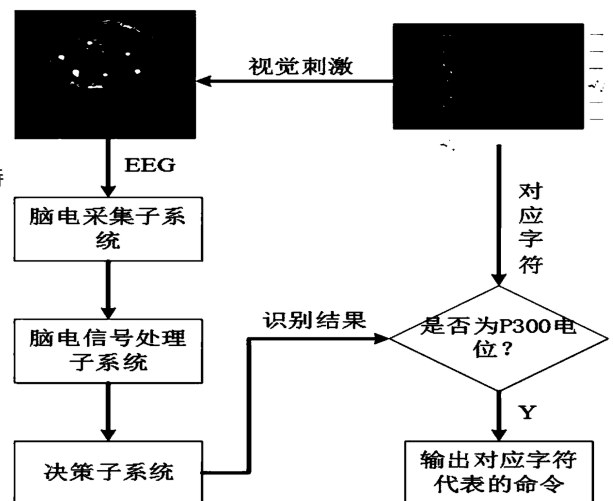 视觉刺激
EEG
对
应
字
符
脑电采集子系
统
脑电信号处理
子系统
识别结果
是否为P300电
位？
Y
决策子系统
输出对应字符
代表的命令